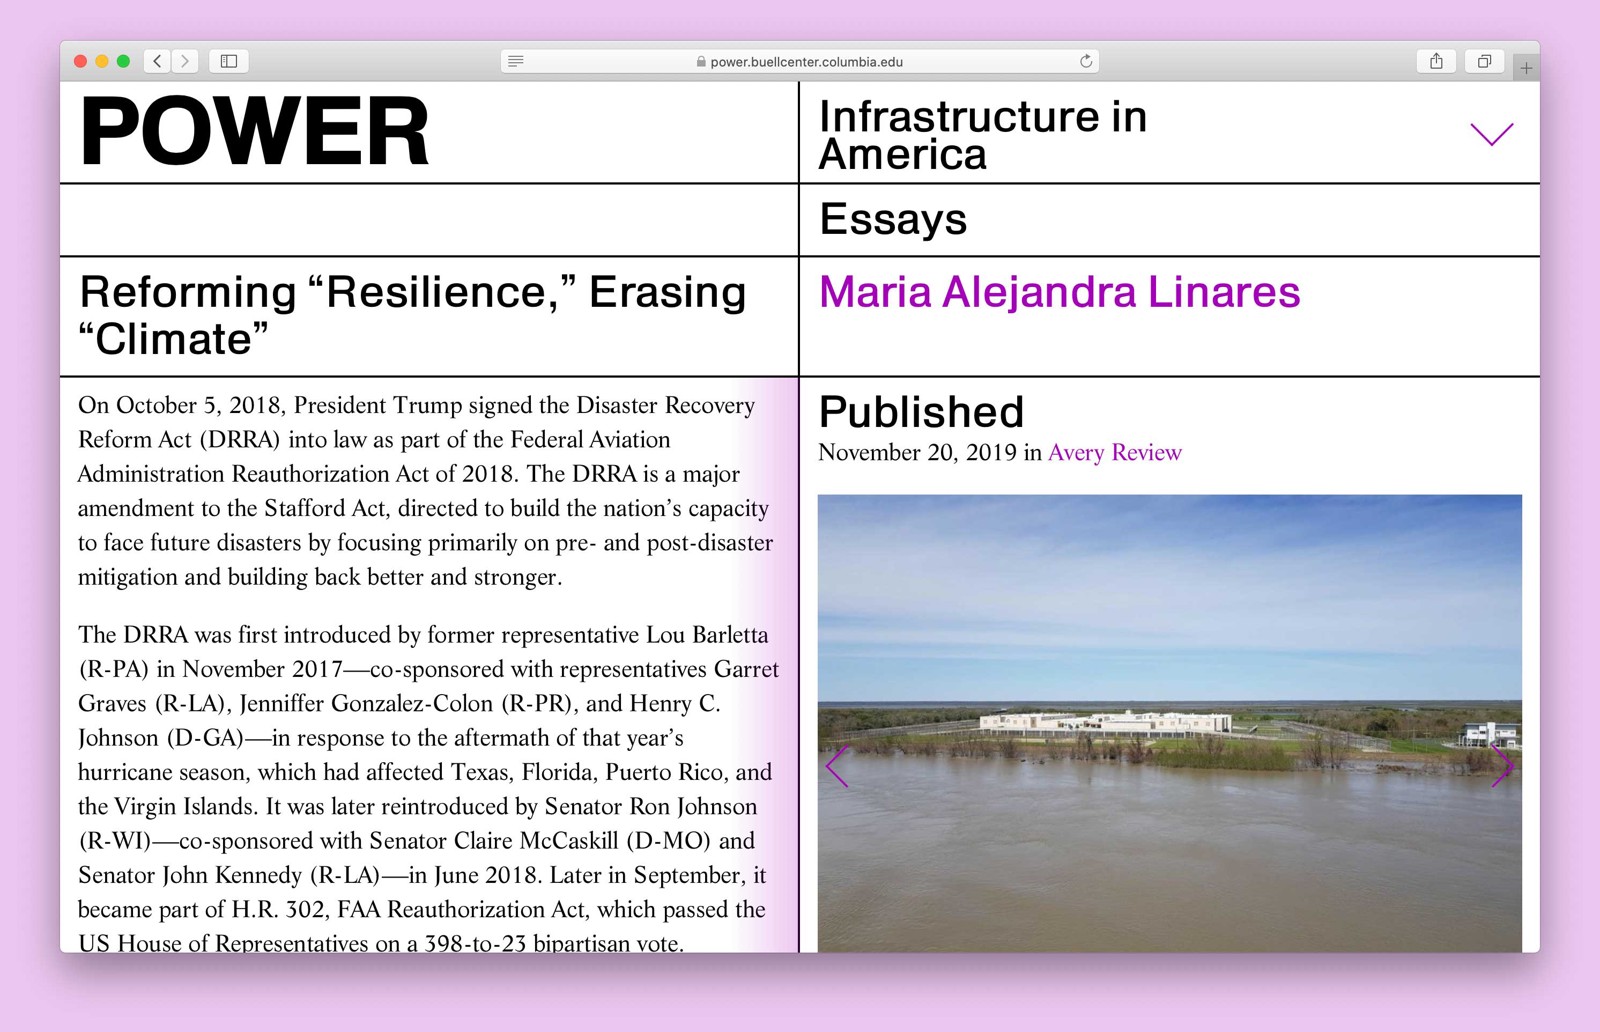 power.buellcenter.columbia.edu
POWER
Infrastructure in
America
Essays
Reforming “Resilience,” Erasing
“Climate”
Maria Alejandra Linares
On October 5, 2018, President Trump signed the Disaster Recovery
Reform Act (DRRA) into law as part of the Federal Aviation
Administration Reauthorization Act of 2018. The DRRA is a major
amendment to the Stafford Act, directed to build the nation’s capacity
to face future disasters by focusing primarily on pre- and post-disaster
mitigation and building back better and stronger.
The DRRA was first introduced by former representative Lou Barletta
(R-PA) in November 2017—co-sponsored with representatives Garret
Graves (R-LA), Jenniffer Gonzalez-Colon (R-PR), and Henry C.
Johnson (D-GA)—in response to the aftermath of that year’s
hurricane season, which had affected Texas, Florida, Puerto Rico, and
the Virgin Islands. It was later reintroduced by Senator Ron Johnson
(R-WI)—co-sponsored with Senator Claire McCaskill (D-MO) and
Senator John Kennedy (R-LA)—in June 2018. Later in September, it
became part of H.R. 302, FAA Reauthorization Act, which passed the
US House of Representatives on a 398-to-23 bipartisan vote.
Published
November 20, 2019 in Avery Review